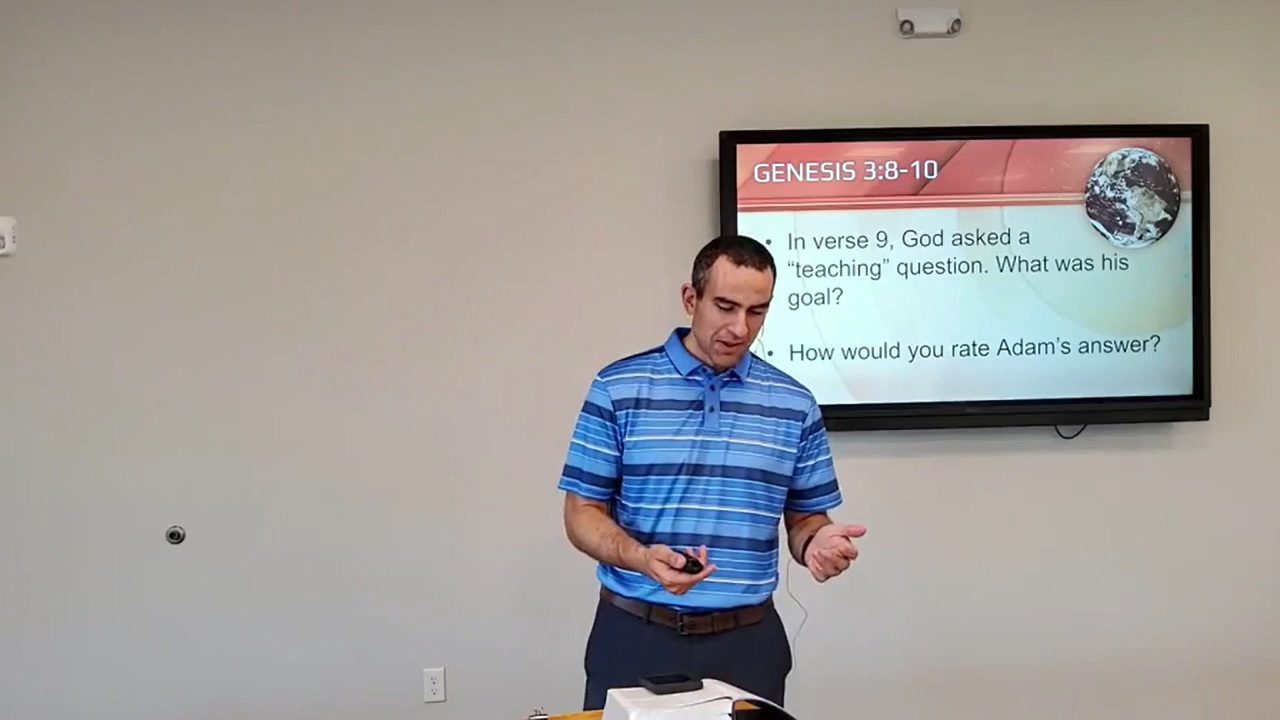 GENESIS 3:8-10
• In verse 9, God asked a
“teaching” question. What was his
goal?
• How would you rate Adam’s answer?